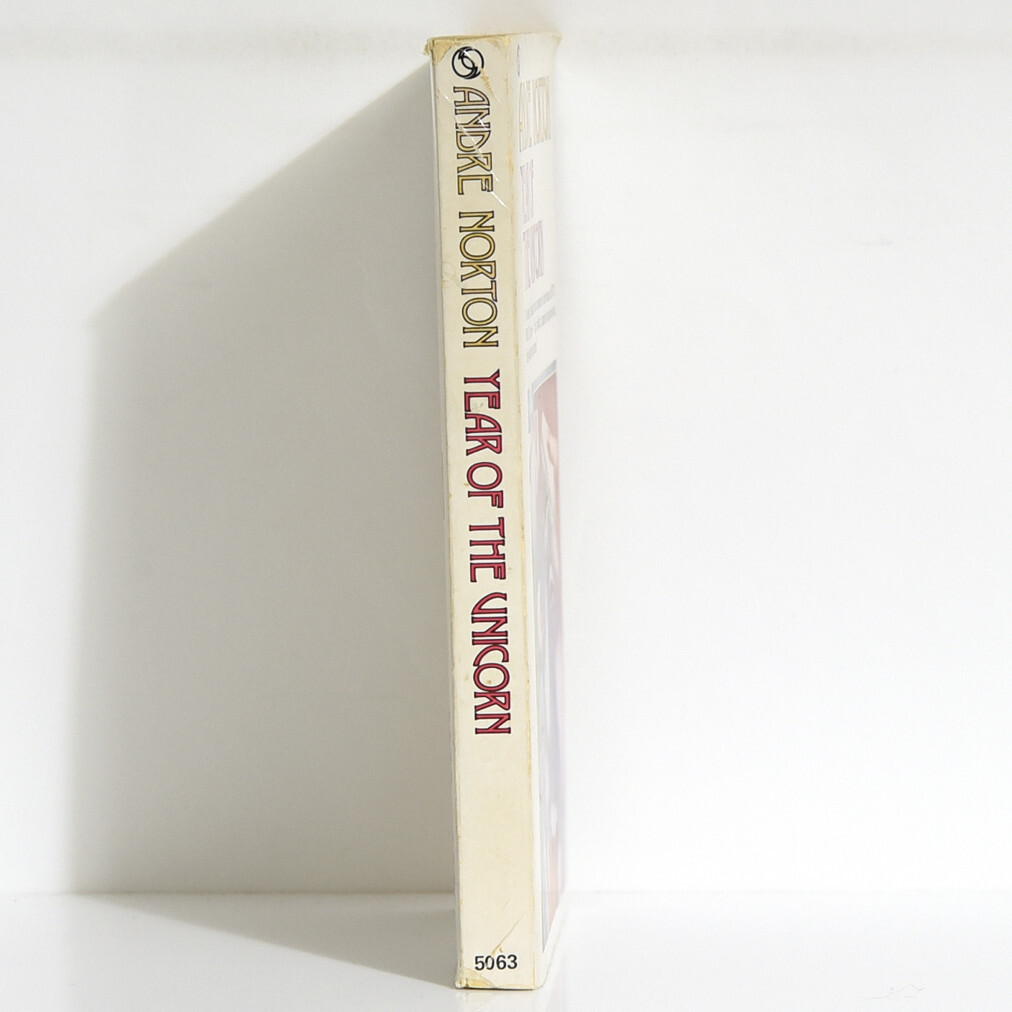 ANDRE NORTON YEAR OF THE UNICORN
5063